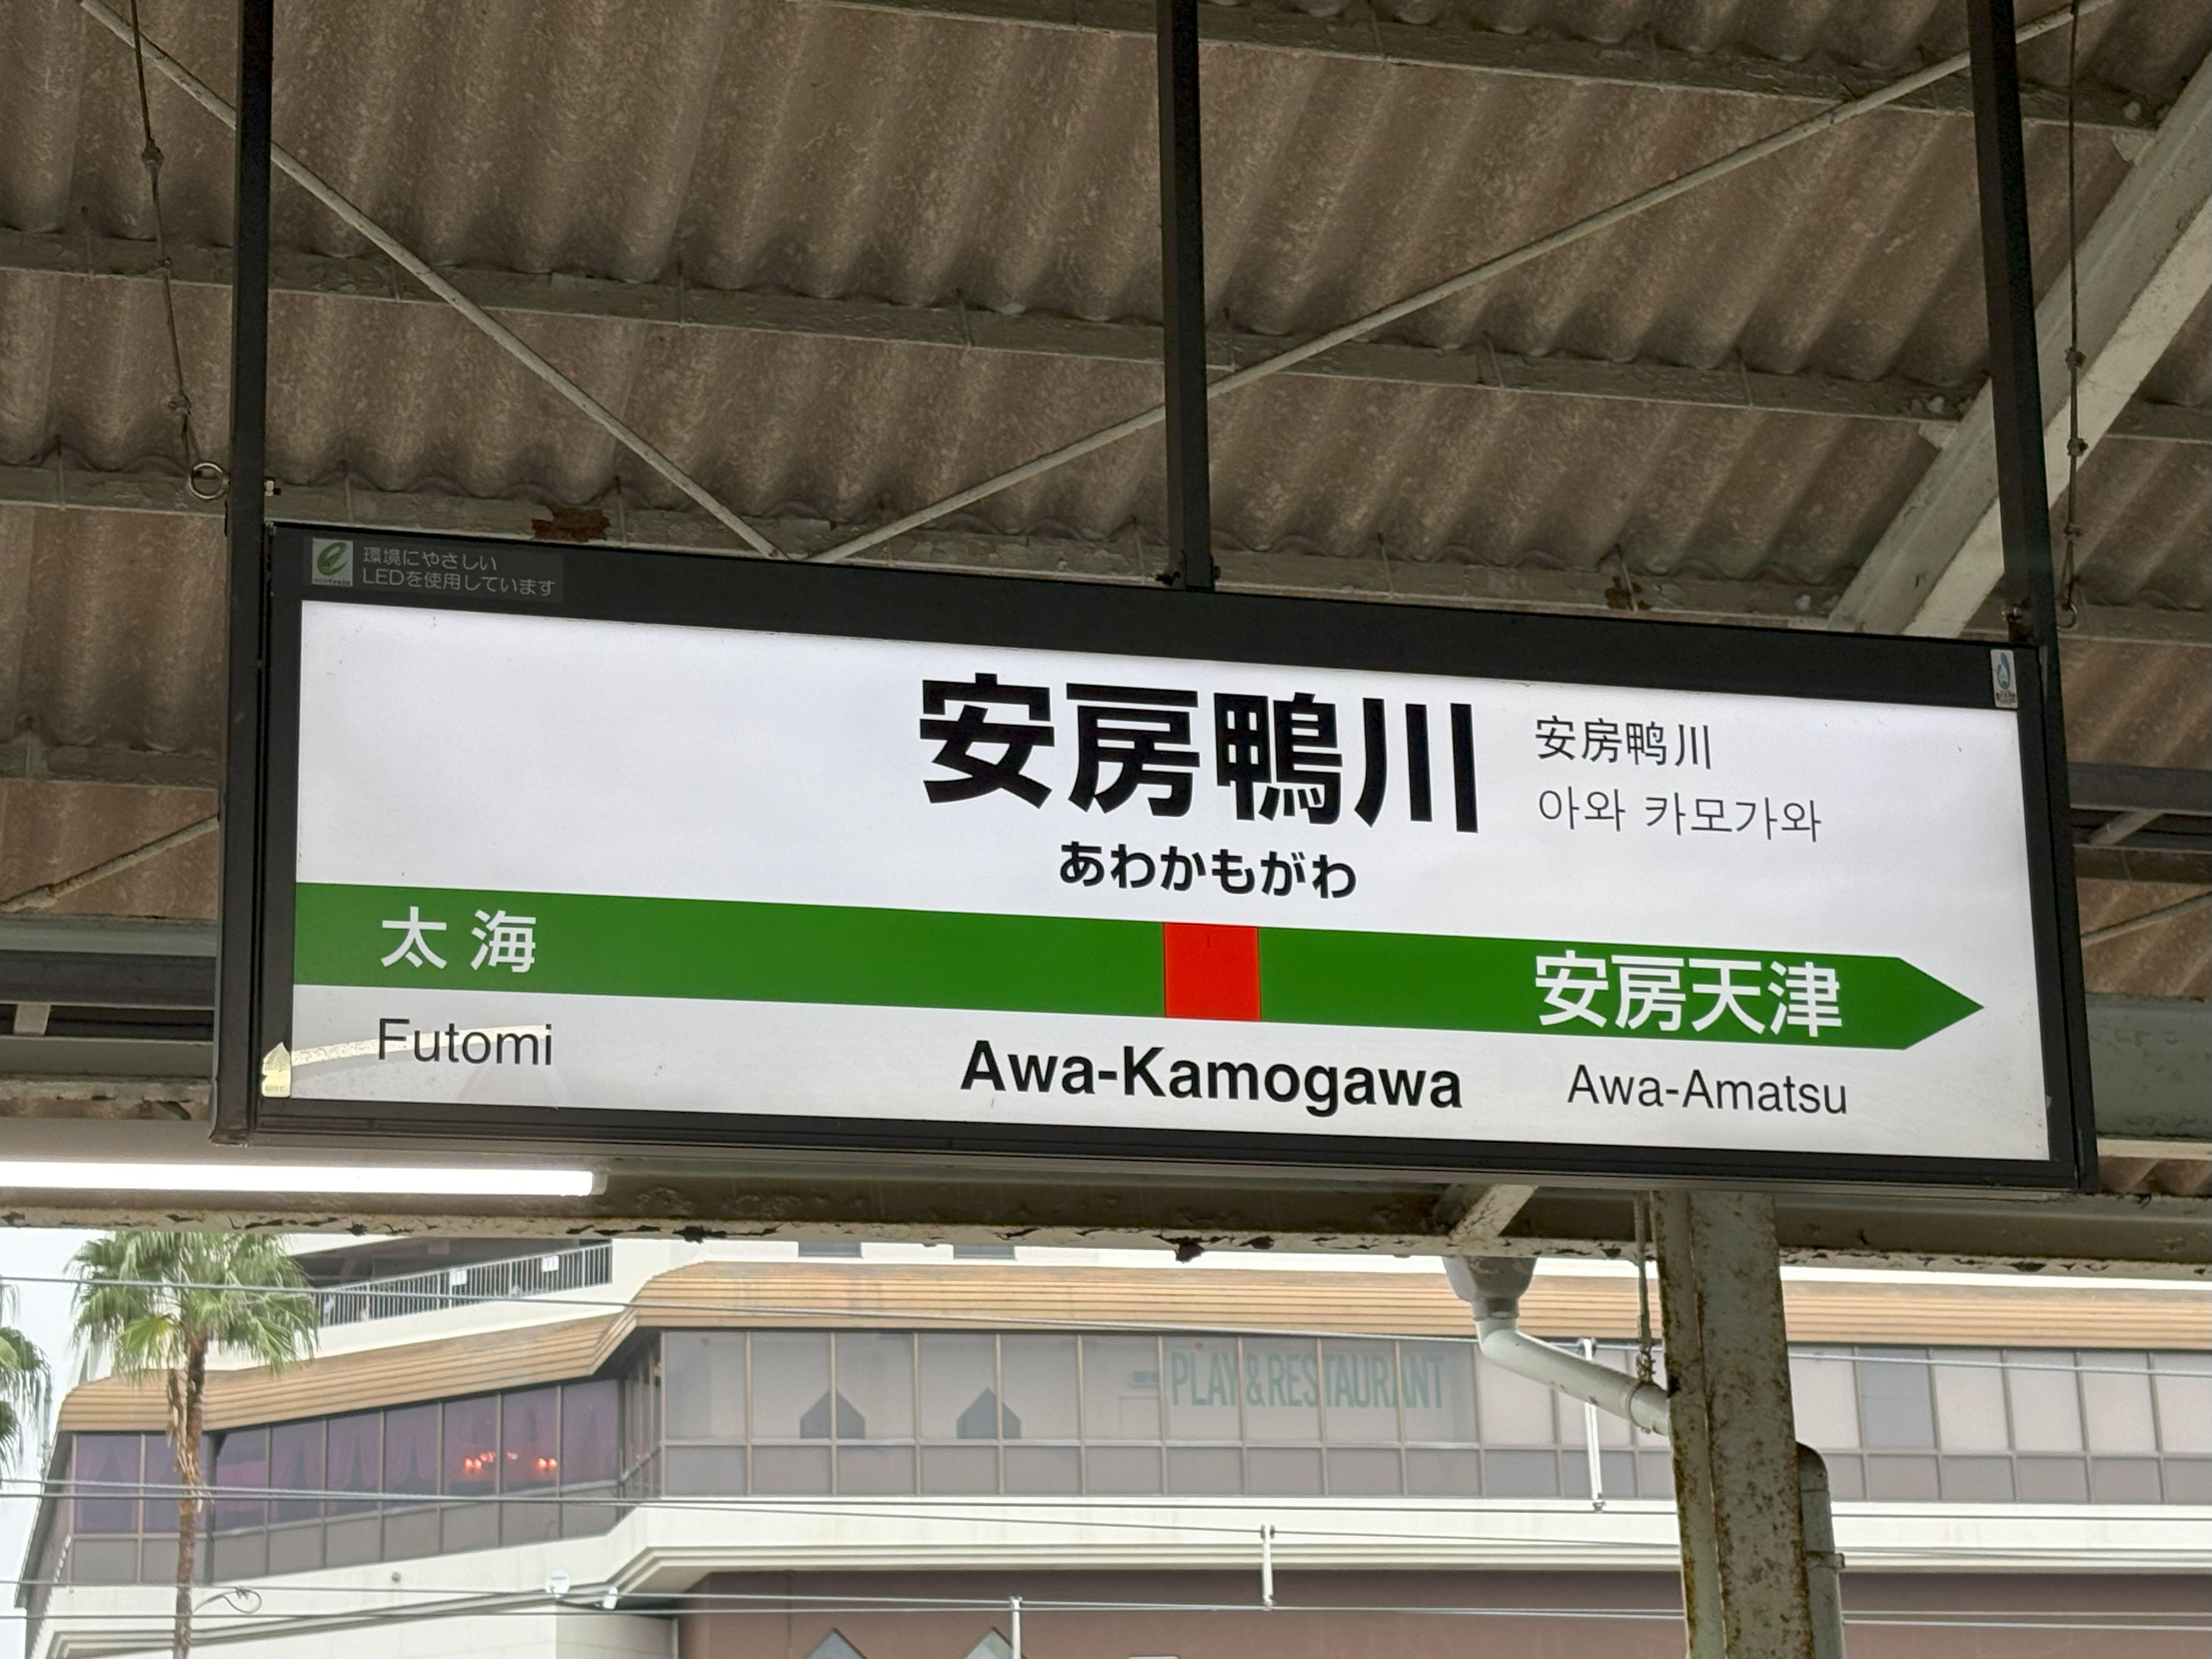 環境にやさしい
LEDを使用しています
安房鴨川
安房鸭川
아와 카모가와
あわかもがわ
太海
安房天津
Futomi
Awa-Kamogawa
Awa-Amatsu
PLAY & RESTAURANT